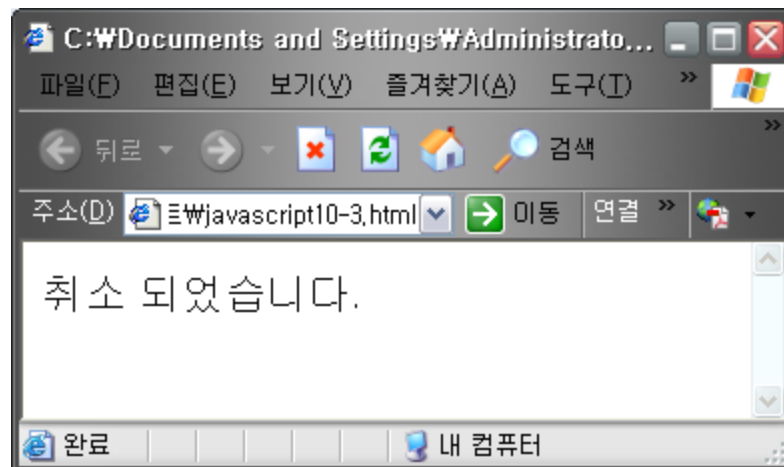 C:₩Documents and Settings₩Administrato...
파일(F) 편집(E) 보기(V) 즐겨찾기(A) 도구(T) »
뒤로 검색 »
주소(D) 트₩javascript10-3.html 이동 연결 »
취소 되었습니다.
완료 내 컴퓨터